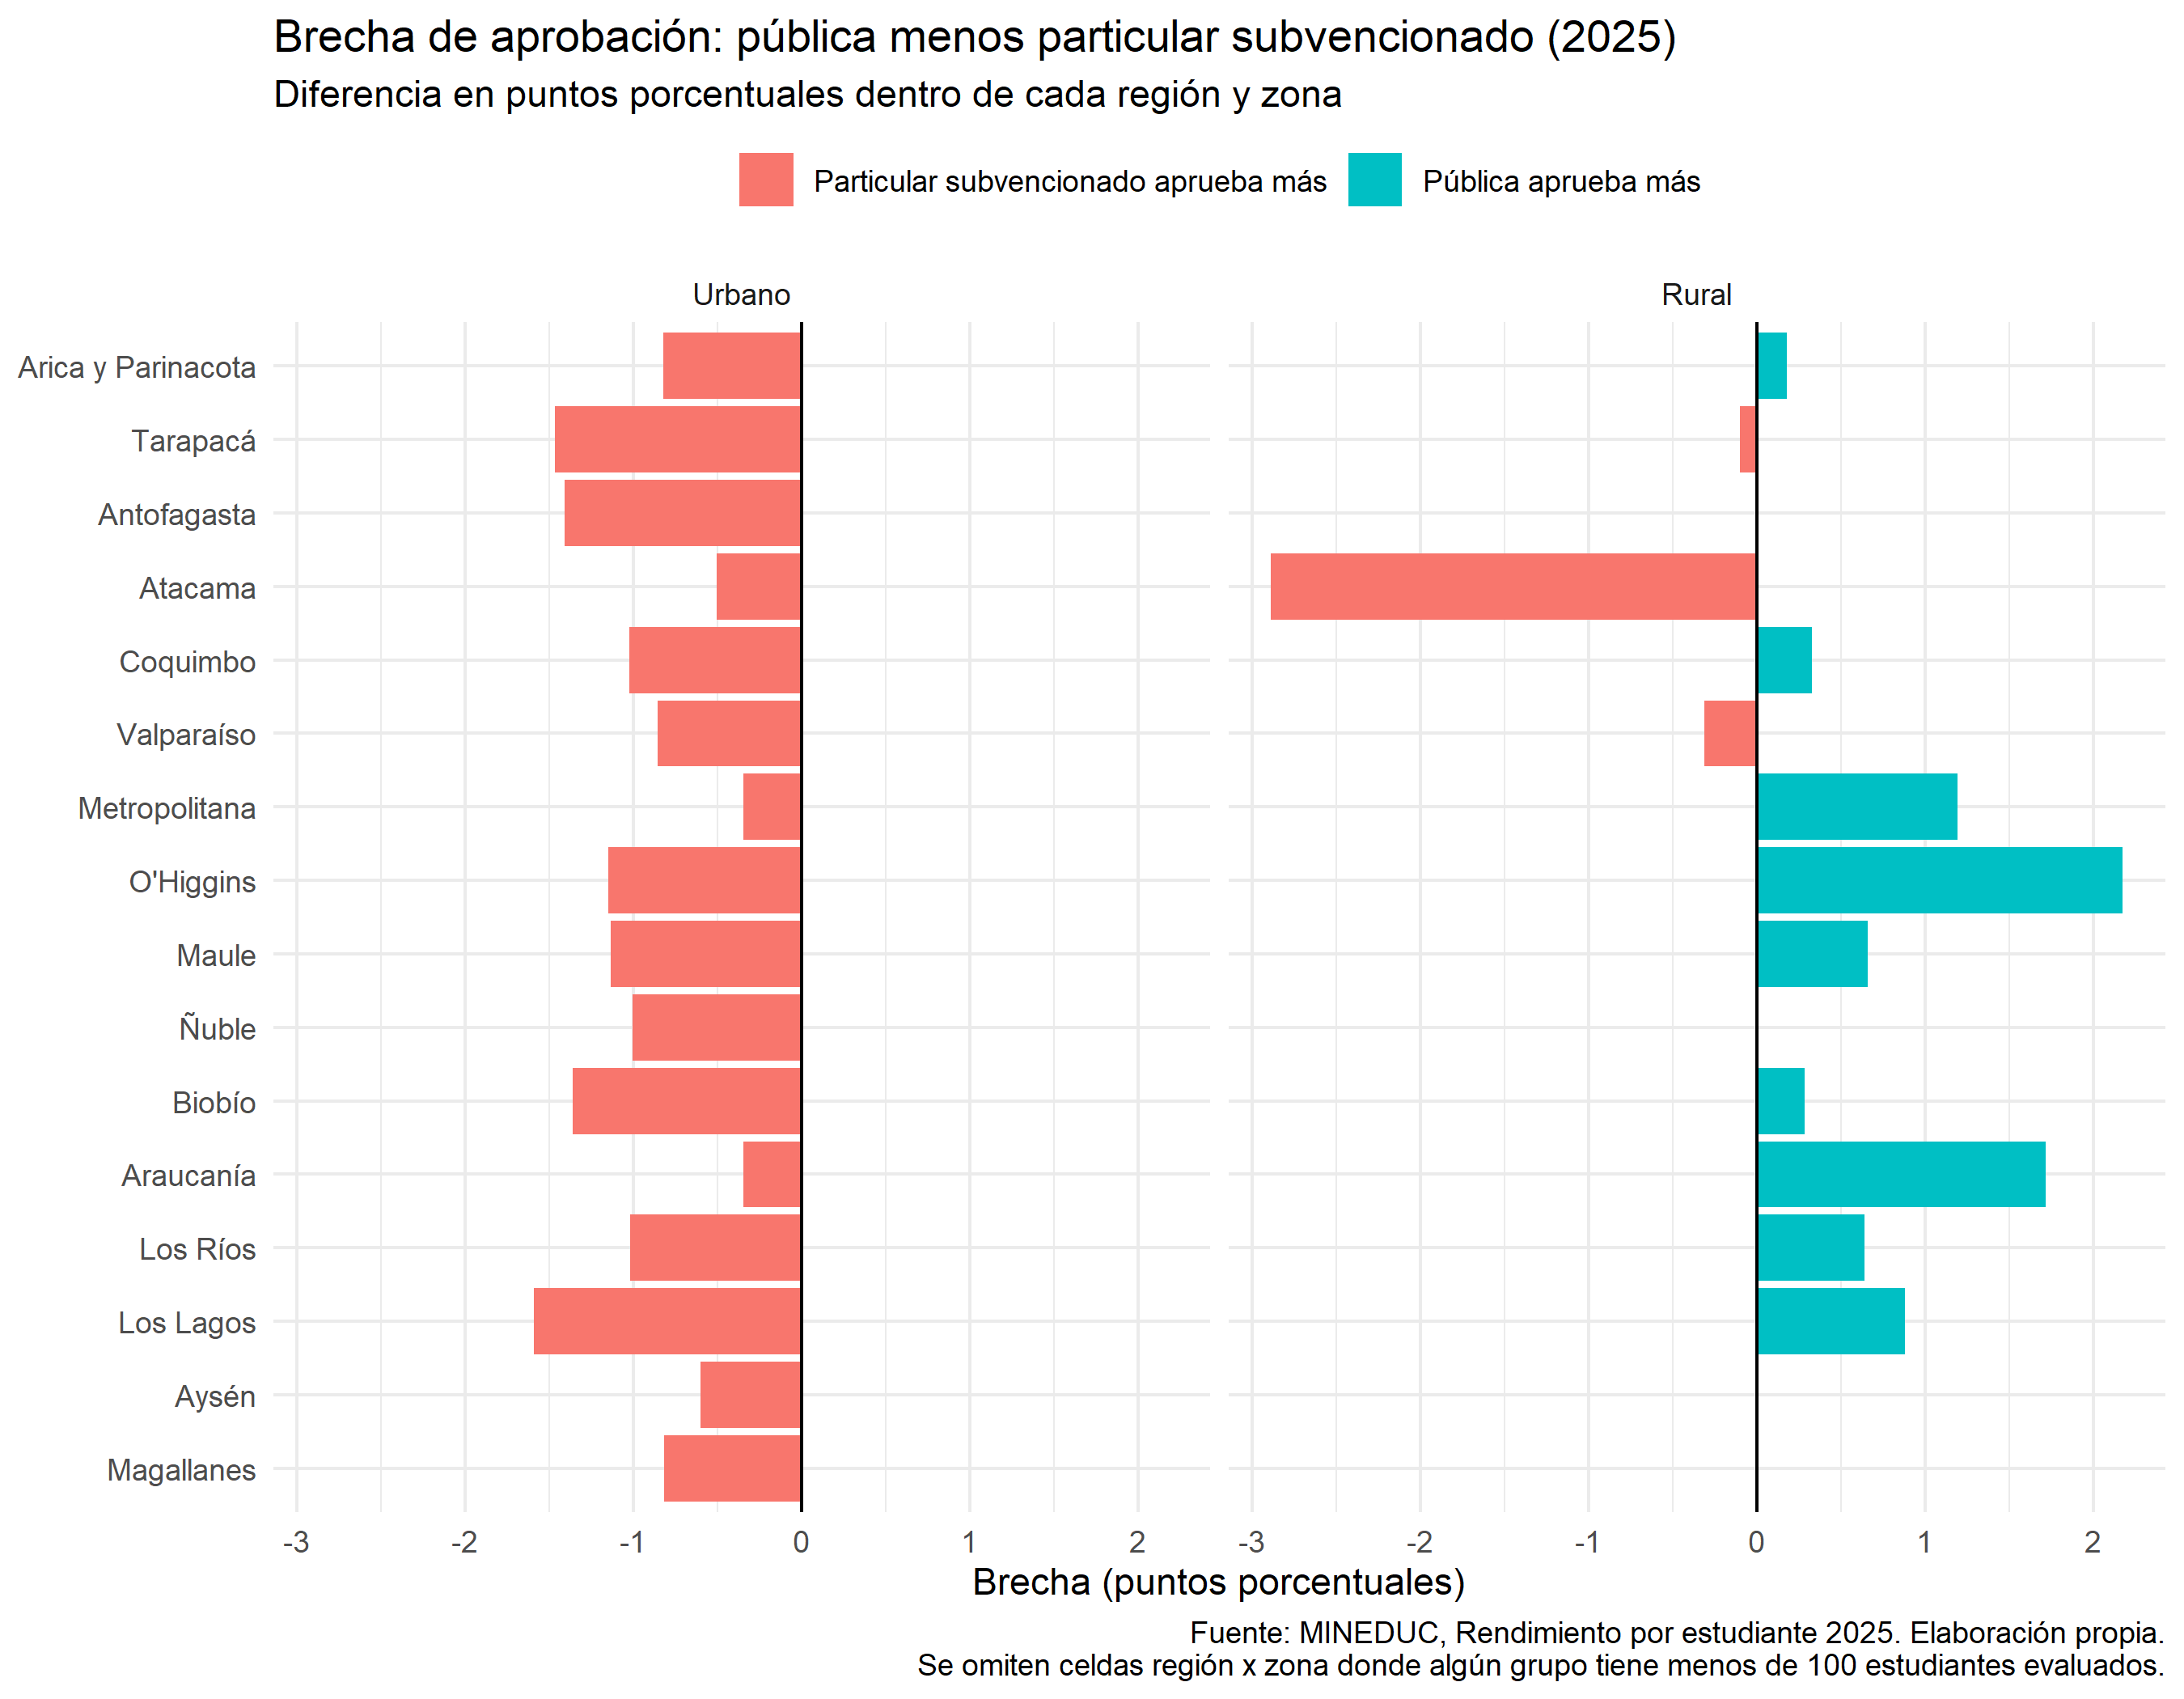 Brecha de aprobación: pública menos particular subvencionado (2025)
Diferencia en puntos porcentuales dentro de cada región y zona
Particular subvencionado aprueba más
Pública aprueba más
Urbano
Rural
Arica y Parinacota
Tarapacá
Antofagasta
Atacama
Coquimbo
Valparaíso
Metropolitana
O'Higgins
Maule
Ñuble
Biobío
Araucanía
Los Ríos
Los Lagos
Aysén
Magallanes
-3 -2 -1 0 1 2
-3 -2 -1 0 1 2
Brecha (puntos porcentuales)
Fuente: MINEDUC, Rendimiento por estudiante 2025. Elaboración propia.
Se omiten celdas región x zona donde algún grupo tiene menos de 100 estudiantes evaluados.